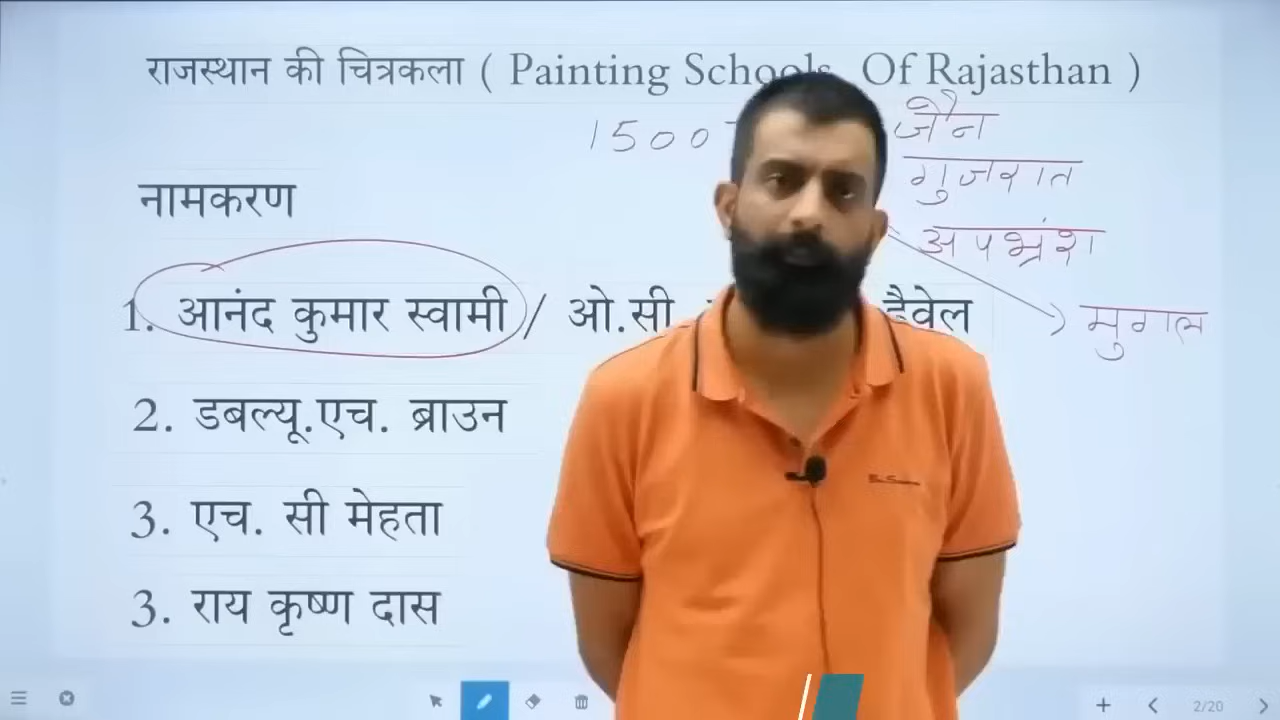 राजस्थान की चित्रकला ( Painting Schools Of Rajasthan )
1500
जैन
गुजरात
अपभ्रंश
मुगल
नामकरण
1. आनंद कुमार स्वामी / ओ.सी हैवेल
2. डबल्यू.एच. ब्राउन
3. एच. सी मेहता
3. राय कृष्ण दास
2/20